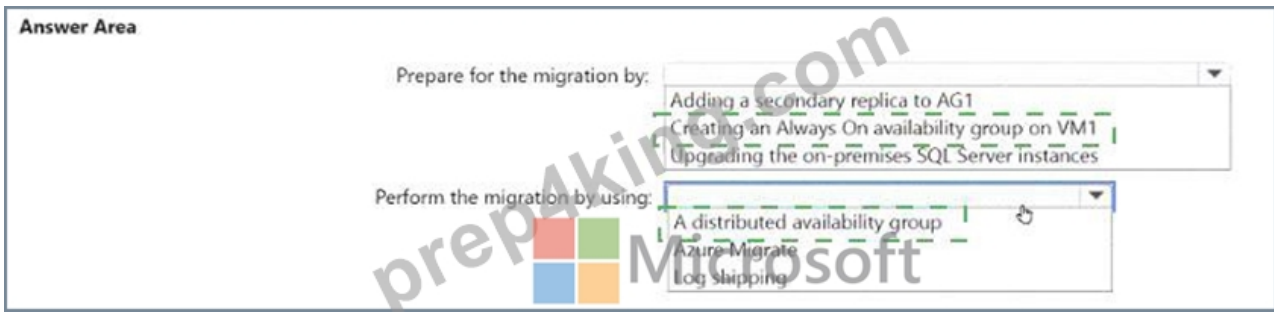 Answer Area
Prepare for the migration by:
Adding a secondary replica to AG1
Creating an Always On availability group on VM1
Upgrading the on-premises SQL Server instances
Perform the migration by using:
A distributed availability group
Azure Migrate
Log shipping
prep4king.com
Microsoft